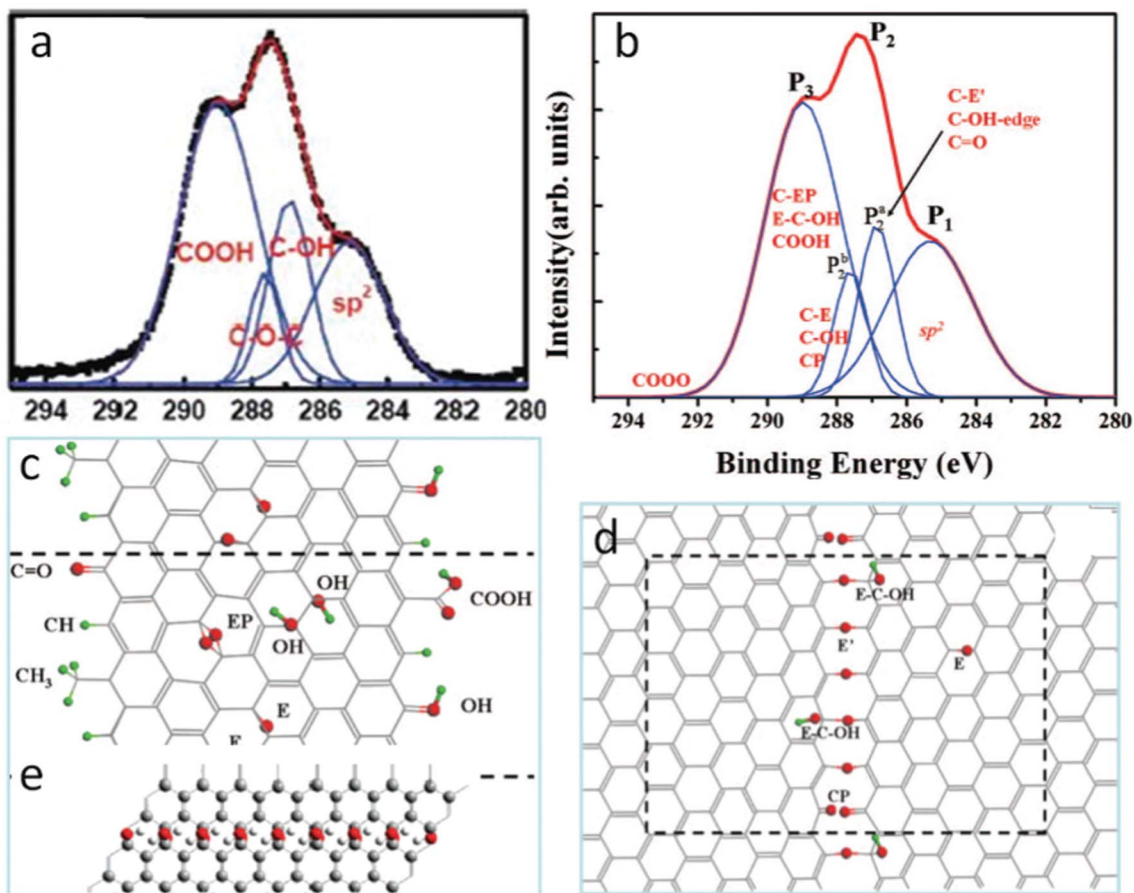 a
COOH
C-OH
C-O-C
sp²
294 292 290 288 286 284 282 280
b
Intensity(arb. units)
P₃
P₂
C-E'
C-OH-edge
C=O
C-EP
E-C-OH
COOH
P₂ᵃ
P₁
P₂ᵇ
C-E
C-OH
CP
sp²
COOO
294 292 290 288 286 284 282 280
Binding Energy (eV)
c
C=O
OH
COOH
CH
EP
OH
CH₃
E
OH
e
d
E-C-OH
E'
E
E-C-OH
CP